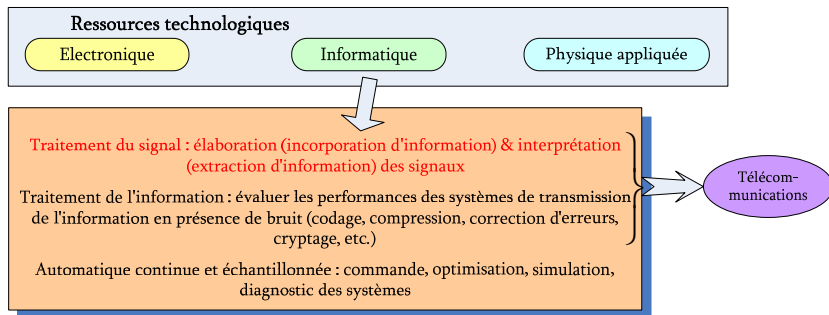 Ressources technologiques
Electronique
Informatique
Physique appliquée
Traitement du signal : élaboration (incorporation d'information) & interprétation
(extraction d'information) des signaux
Traitement de l'information : évaluer les performances des systèmes de transmission
de l'information en présence de bruit (codage, compression, correction d'erreurs,
cryptage, etc.)
Automatique continue et échantillonnée : commande, optimisation, simulation,
diagnostic des systèmes
Télécom-
munications